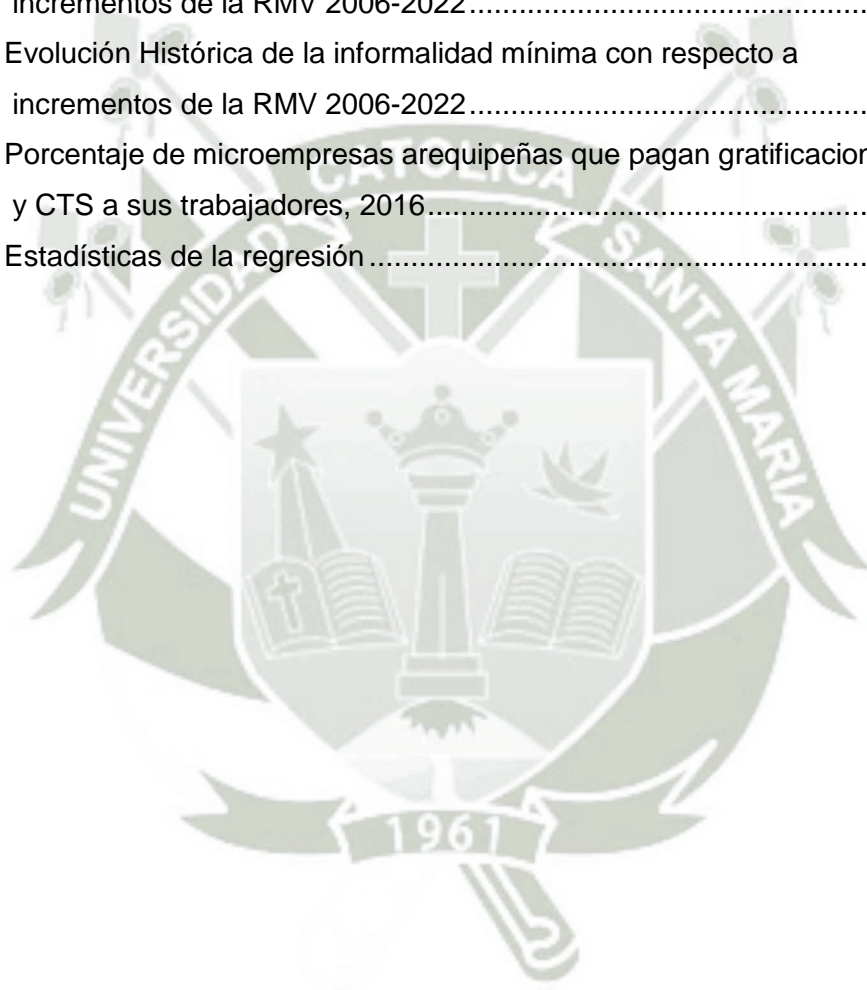 incrementos de la RMV 2006-2022..................................................
Evolución Histórica de la informalidad mínima con respecto a
incrementos de la RMV 2006-2022..................................................
Porcentaje de microempresas arequipeñas que pagan gratificacion
y CTS a sus trabajadores, 2016.......................................................
Estadísticas de la regresión ..............................................................
UNIVERSIDAD CATOLICA SANTA MARIA
1961